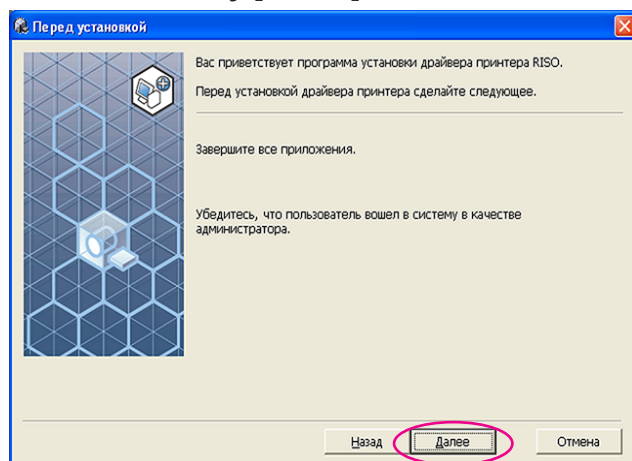 Перед установкой
Вас приветствует программа установки драйвера принтера RISO.
Перед установкой драйвера принтера сделайте следующее.
Завершите все приложения.
Убедитесь, что пользователь вошел в систему в качестве
администратора.
Назад
Далее
Отмена